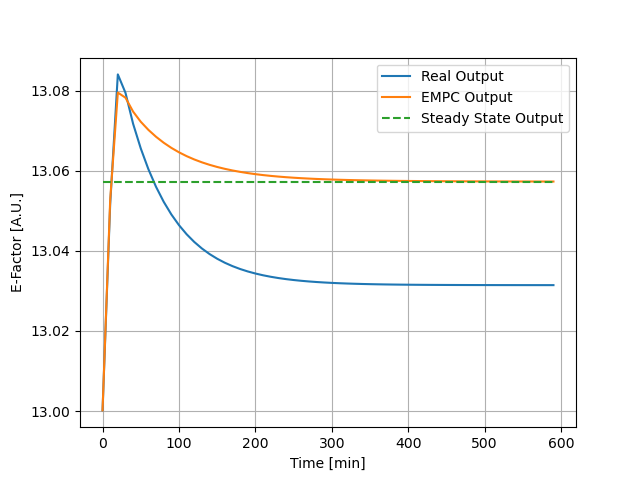 Real Output
EMPC Output
Steady State Output
13.08
13.06
13.04
13.02
13.00
E-Factor [A.U.]
0 100 200 300 400 500 600
Time [min]